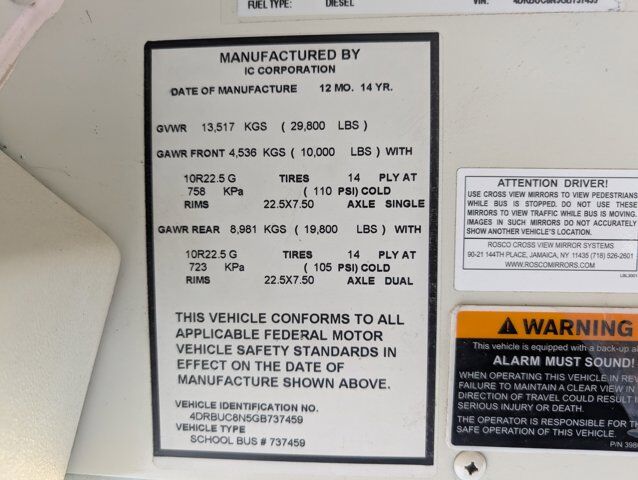 FUEL TYPE: DIESEL VIN: 4DRBUC8N5GB737459
MANUFACTURED BY
IC CORPORATION
DATE OF MANUFACTURE 12 MO. 14 YR.
GVWR 13,517 KGS ( 29,800 LBS )
GAWR FRONT 4,536 KGS ( 10,000 LBS ) WITH
10R22.5 G TIRES 14 PLY AT
758 KPa ( 110 PSI) COLD
RIMS 22.5X7.50 AXLE SINGLE
GAWR REAR 8,981 KGS ( 19,800 LBS ) WITH
10R22.5 G TIRES 14 PLY AT
723 KPa ( 105 PSI) COLD
RIMS 22.5X7.50 AXLE DUAL
THIS VEHICLE CONFORMS TO ALL
APPLICABLE FEDERAL MOTOR
VEHICLE SAFETY STANDARDS IN
EFFECT ON THE DATE OF
MANUFACTURE SHOWN ABOVE.
VEHICLE IDENTIFICATION NO.
4DRBUC8N5GB737459
VEHICLE TYPE
SCHOOL BUS # 737459
ATTENTION DRIVER!
USE CROSS VIEW MIRRORS TO VIEW PEDESTRIANS
WHILE BUS IS STOPPED. DO NOT USE THESE
MIRRORS TO VIEW TRAFFIC WHILE BUS IS MOVING.
IMAGES IN SUCH MIRRORS DO NOT ACCURATELY
SHOW ANOTHER VEHICLE'S LOCATION.
ROSCO CROSS VIEW MIRROR SYSTEMS
90-21 144TH PLACE, JAMAICA, NY 11435 (718) 526-2601
WWW.ROSCOMIRRORS.COM
WARNING
This vehicle is equipped with a back-up al
ALARM MUST SOUND!
WHEN OPERATING THIS VEHICLE IN REV
FAILURE TO MAINTAIN A CLEAR VIEW IN
DIRECTION OF TRAVEL COULD RESULT I
SERIOUS INJURY OR DEATH.
THE OPERATOR IS RESPONSIBLE FOR TH
SAFE OPERATION OF THIS VEHICLE.
P/N 398